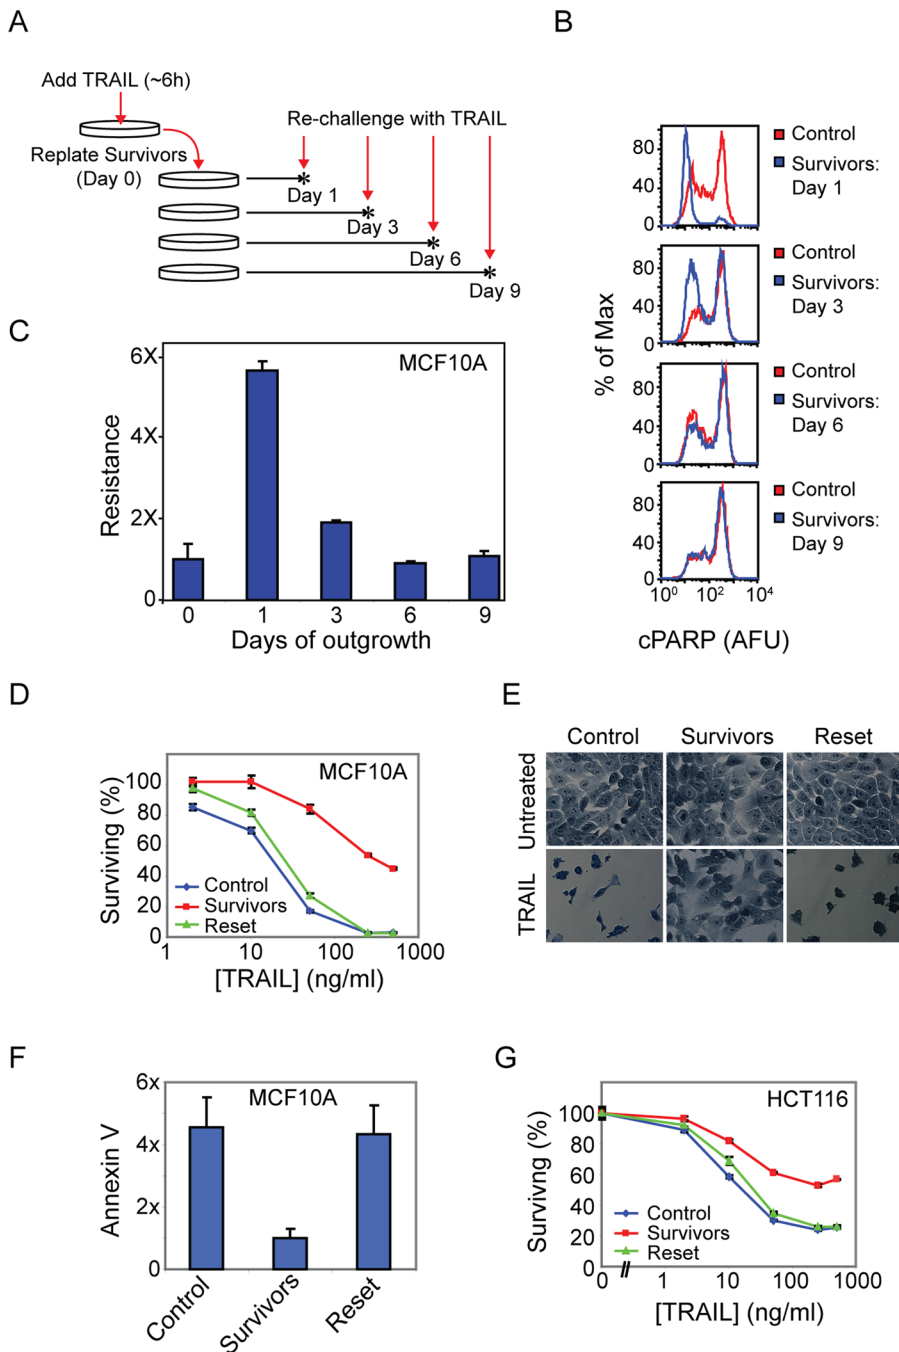 A
Add TRAIL (~6h)
Replate Survivors
(Day 0)
Re-challenge with TRAIL
*
Day 1
*
Day 3
*
Day 6
*
Day 9
B
% of Max
80
40
0
Control
Survivors:
Day 1
80
40
0
Control
Survivors:
Day 3
80
40
0
Control
Survivors:
Day 6
80
40
0
Control
Survivors:
Day 9
10⁰ 10² 10⁴
cPARP (AFU)
C
MCF10A
Resistance
6X
4X
2X
0
0 1 3 6 9
Days of outgrowth
D
MCF10A
Surviving (%)
100
80
60
40
20
0
Control
Survivors
Reset
1 10 100 1000
[TRAIL] (ng/ml)
E
Control Survivors Reset
Untreated
TRAIL
F
MCF10A
Annexin V
6x
4x
2x
0
Control Survivors Reset
G
HCT116
Survivng (%)
100
80
60
40
20
0
Control
Survivors
Reset
0 // 1 10 100 1000
[TRAIL] (ng/ml)